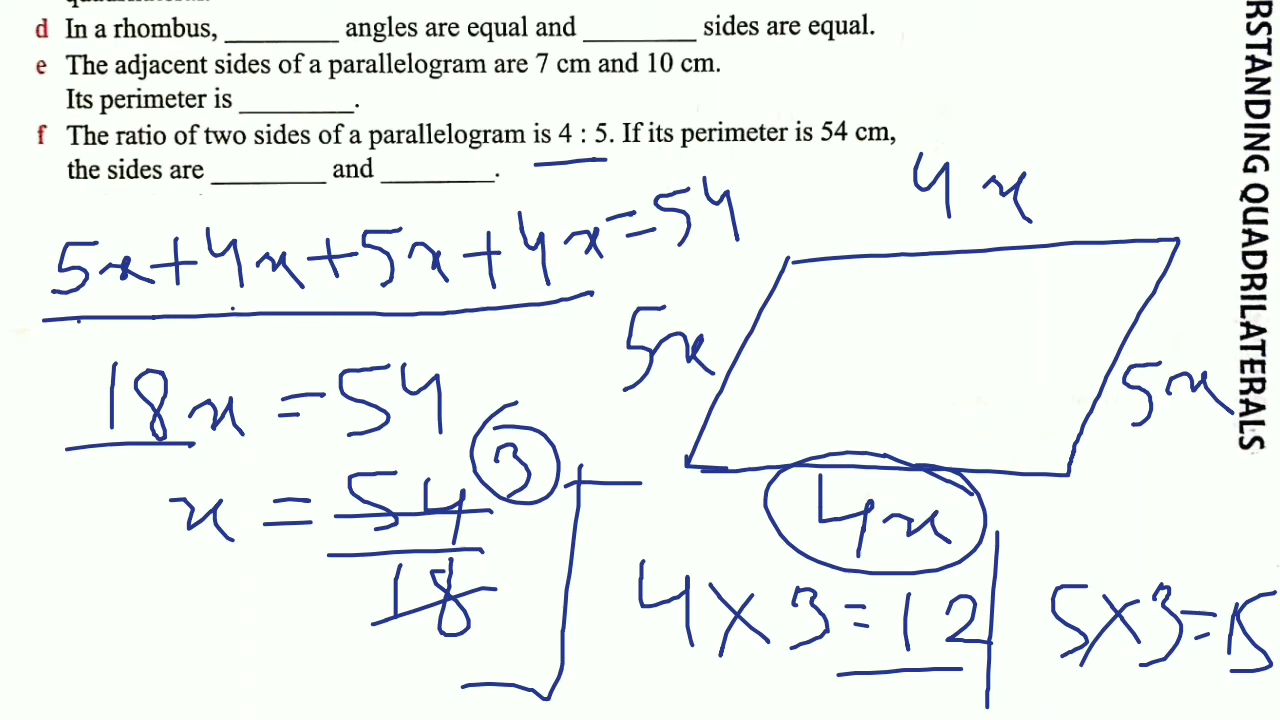 d In a rhombus, ________ angles are equal and ________ sides are equal.
e The adjacent sides of a parallelogram are 7 cm and 10 cm.
Its perimeter is ________.
f The ratio of two sides of a parallelogram is 4 : 5. If its perimeter is 54 cm,
the sides are ________ and ________.
5x+4x+5x+4x=54
18x = 54
x = 54/18
3
4x
5x
5x
4x
4 × 3 = 12
5×3=15
RSTANDING QUADRILATERALS